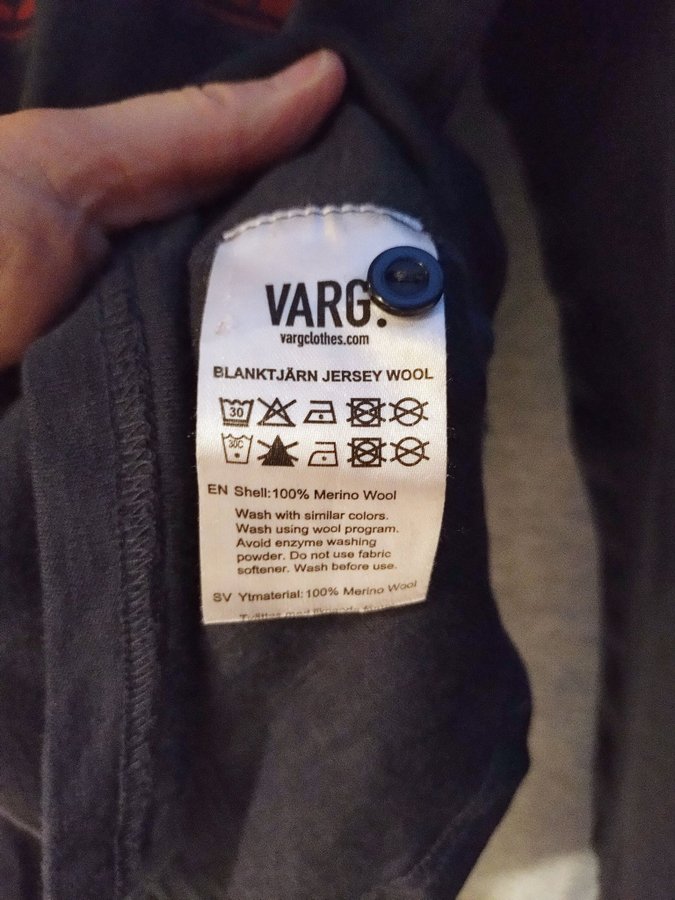 VARG.
vargclothes.com
BLANKTJÄRN JERSEY WOOL
30
30C
EN Shell:100% Merino Wool
Wash with similar colors.
Wash using wool program.
Avoid enzyme washing
powder. Do not use fabric
softener. Wash before use.
SV Ytmaterial:100% Merino Wool